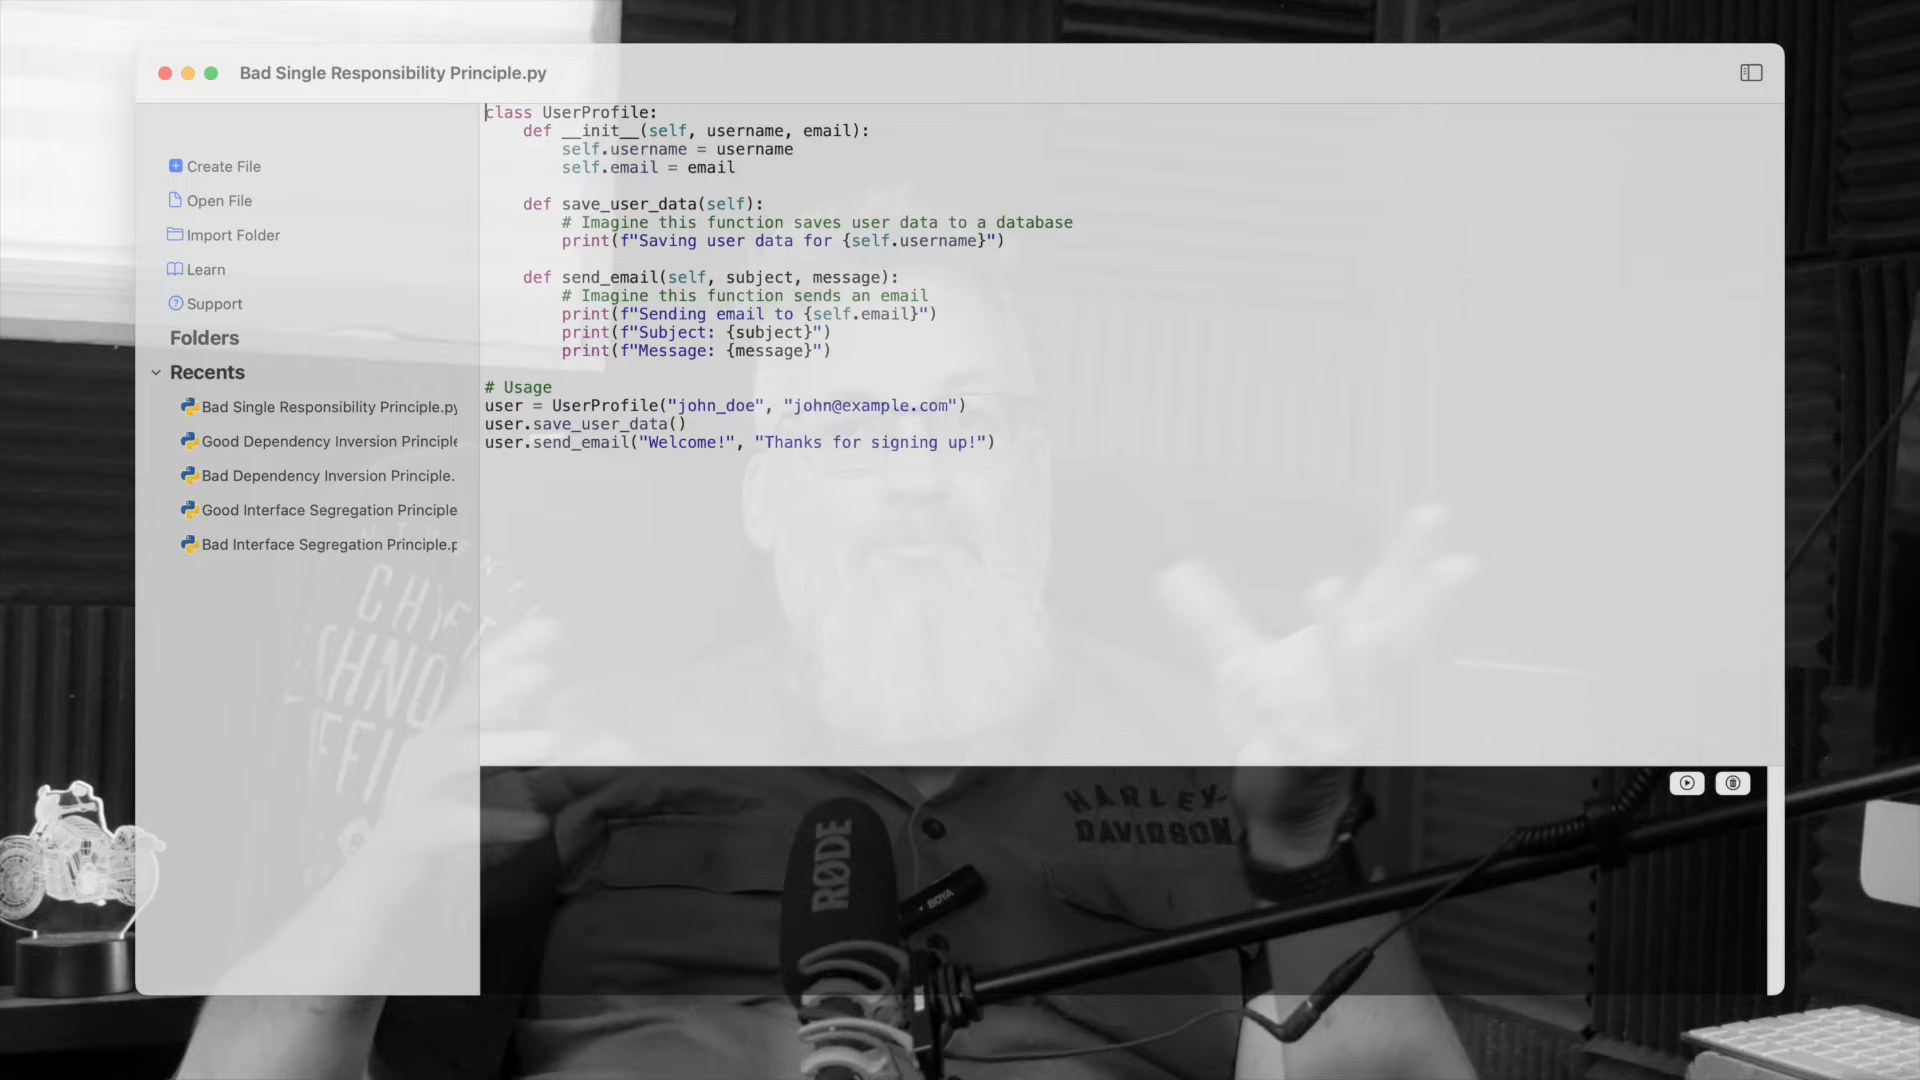 Bad Single Responsibility Principle.py
Create File
Open File
Import Folder
Learn
Support
Folders
Recents
Bad Single Responsibility Principle.py
Good Dependency Inversion Principle
Bad Dependency Inversion Principle.
Good Interface Segregation Principle
Bad Interface Segregation Principle.p
class UserProfile:
    def __init__(self, username, email):
        self.username = username
        self.email = email
    def save_user_data(self):
        # Imagine this function saves user data to a database
        print(f"Saving user data for {self.username}")
    def send_email(self, subject, message):
        # Imagine this function sends an email
        print(f"Sending email to {self.email}")
        print(f"Subject: {subject}")
        print(f"Message: {message}")
# Usage
user = UserProfile("john_doe", "john@example.com")
user.save_user_data()
user.send_email("Welcome!", "Thanks for signing up!")
HARLEY-
DAVIDSON
RØDE
BOYA